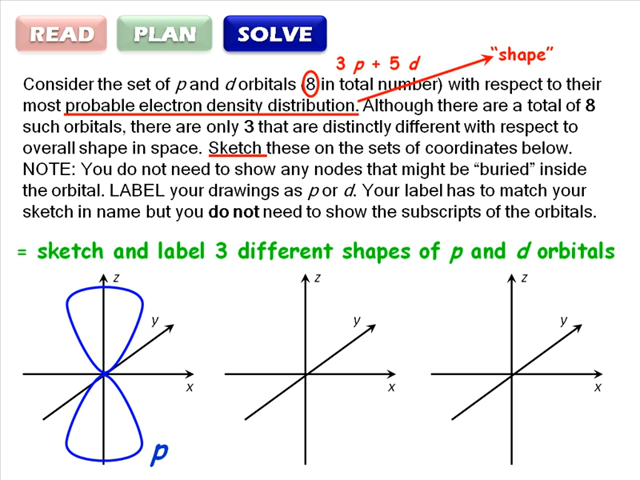 READ PLAN SOLVE
3 p + 5 d "shape"
Consider the set of p and d orbitals (8 in total number) with respect to their
most probable electron density distribution. Although there are a total of 8
such orbitals, there are only 3 that are distinctly different with respect to
overall shape in space. Sketch these on the sets of coordinates below.
NOTE: You do not need to show any nodes that might be “buried” inside
the orbital. LABEL your drawings as p or d. Your label has to match your
sketch in name but you do not need to show the subscripts of the orbitals.
= sketch and label 3 different shapes of p and d orbitals
z z z
y y y
x x x
p